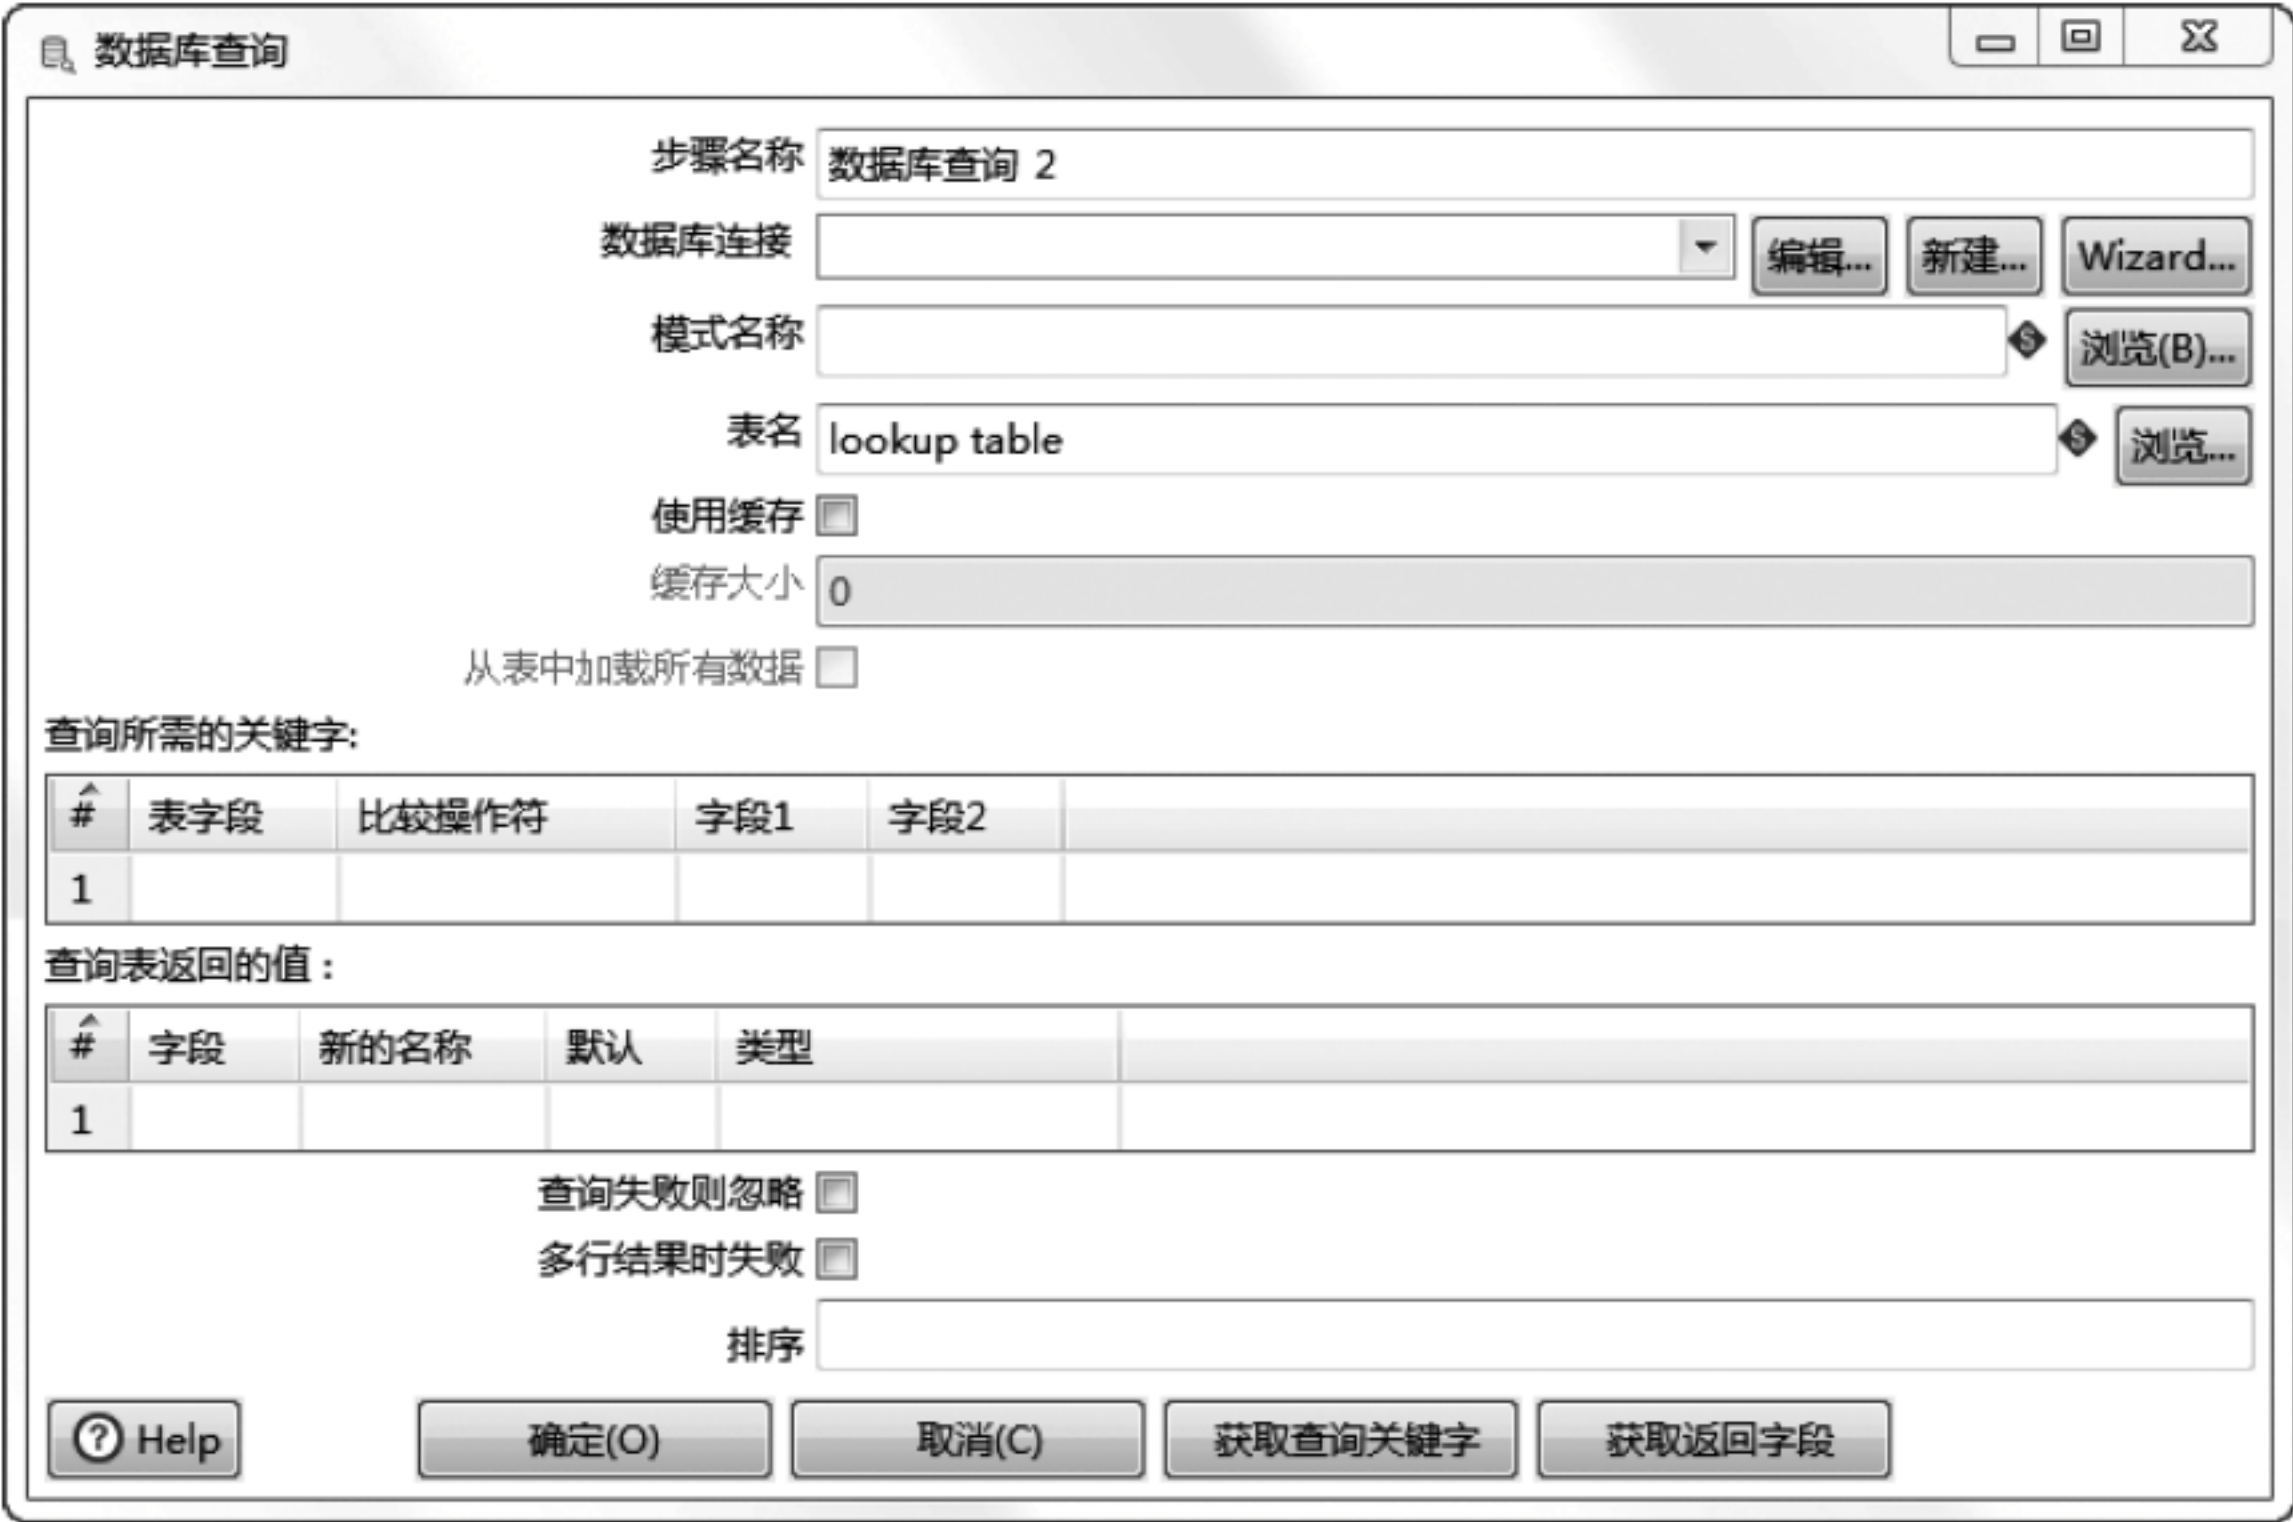 数据库查询
步骤名称 数据库查询 2
数据库连接 编辑... 新建... Wizard...
模式名称 浏览(B)...
表名 lookup table 浏览...
使用缓存
缓存大小 0
从表中加载所有数据
查询所需的关键字:
# 表字段 比较操作符 字段1 字段2
1
查询表返回的值：
# 字段 新的名称 默认 类型
1
查询失败则忽略
多行结果时失败
排序
Help 确定(O) 取消(C) 获取查询关键字 获取返回字段